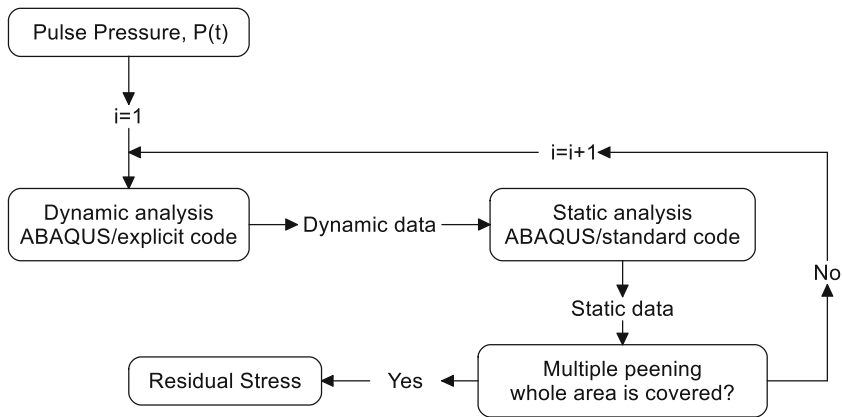 Pulse Pressure, P(t)
i=1
i=i+1
Dynamic analysis
ABAQUS/explicit code
Dynamic data
Static analysis
ABAQUS/standard code
No
Static data
Multiple peening
whole area is covered?
Yes
Residual Stress